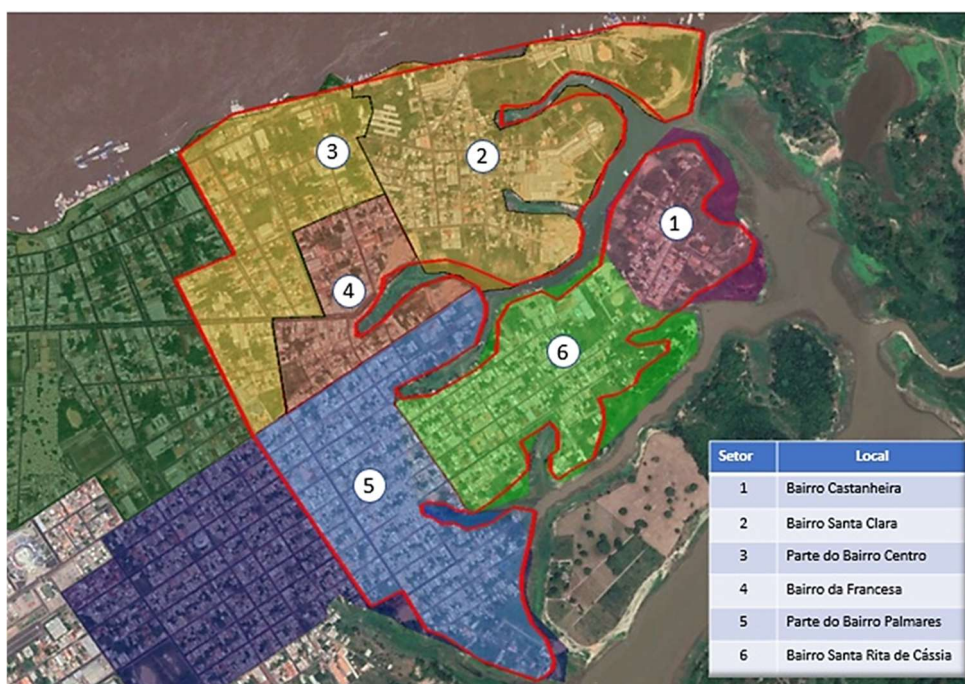 3
2
1
4
6
5
Setor Local
1 Bairro Castanheira
2 Bairro Santa Clara
3 Parte do Bairro Centro
4 Bairro da Francesa
5 Parte do Bairro Palmares
6 Bairro Santa Rita de Cássia